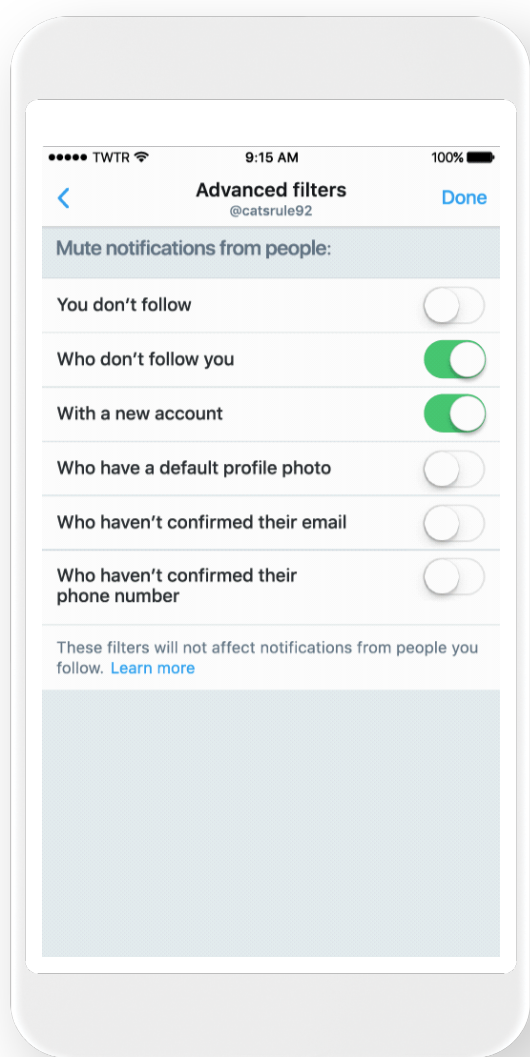 TWTR 9:15 AM 100%
Advanced filters
@catsrule92
Done
Mute notifications from people:
You don’t follow
Who don’t follow you
With a new account
Who have a default profile photo
Who haven’t confirmed their email
Who haven’t confirmed their
phone number
These filters will not affect notifications from people you
follow. Learn more